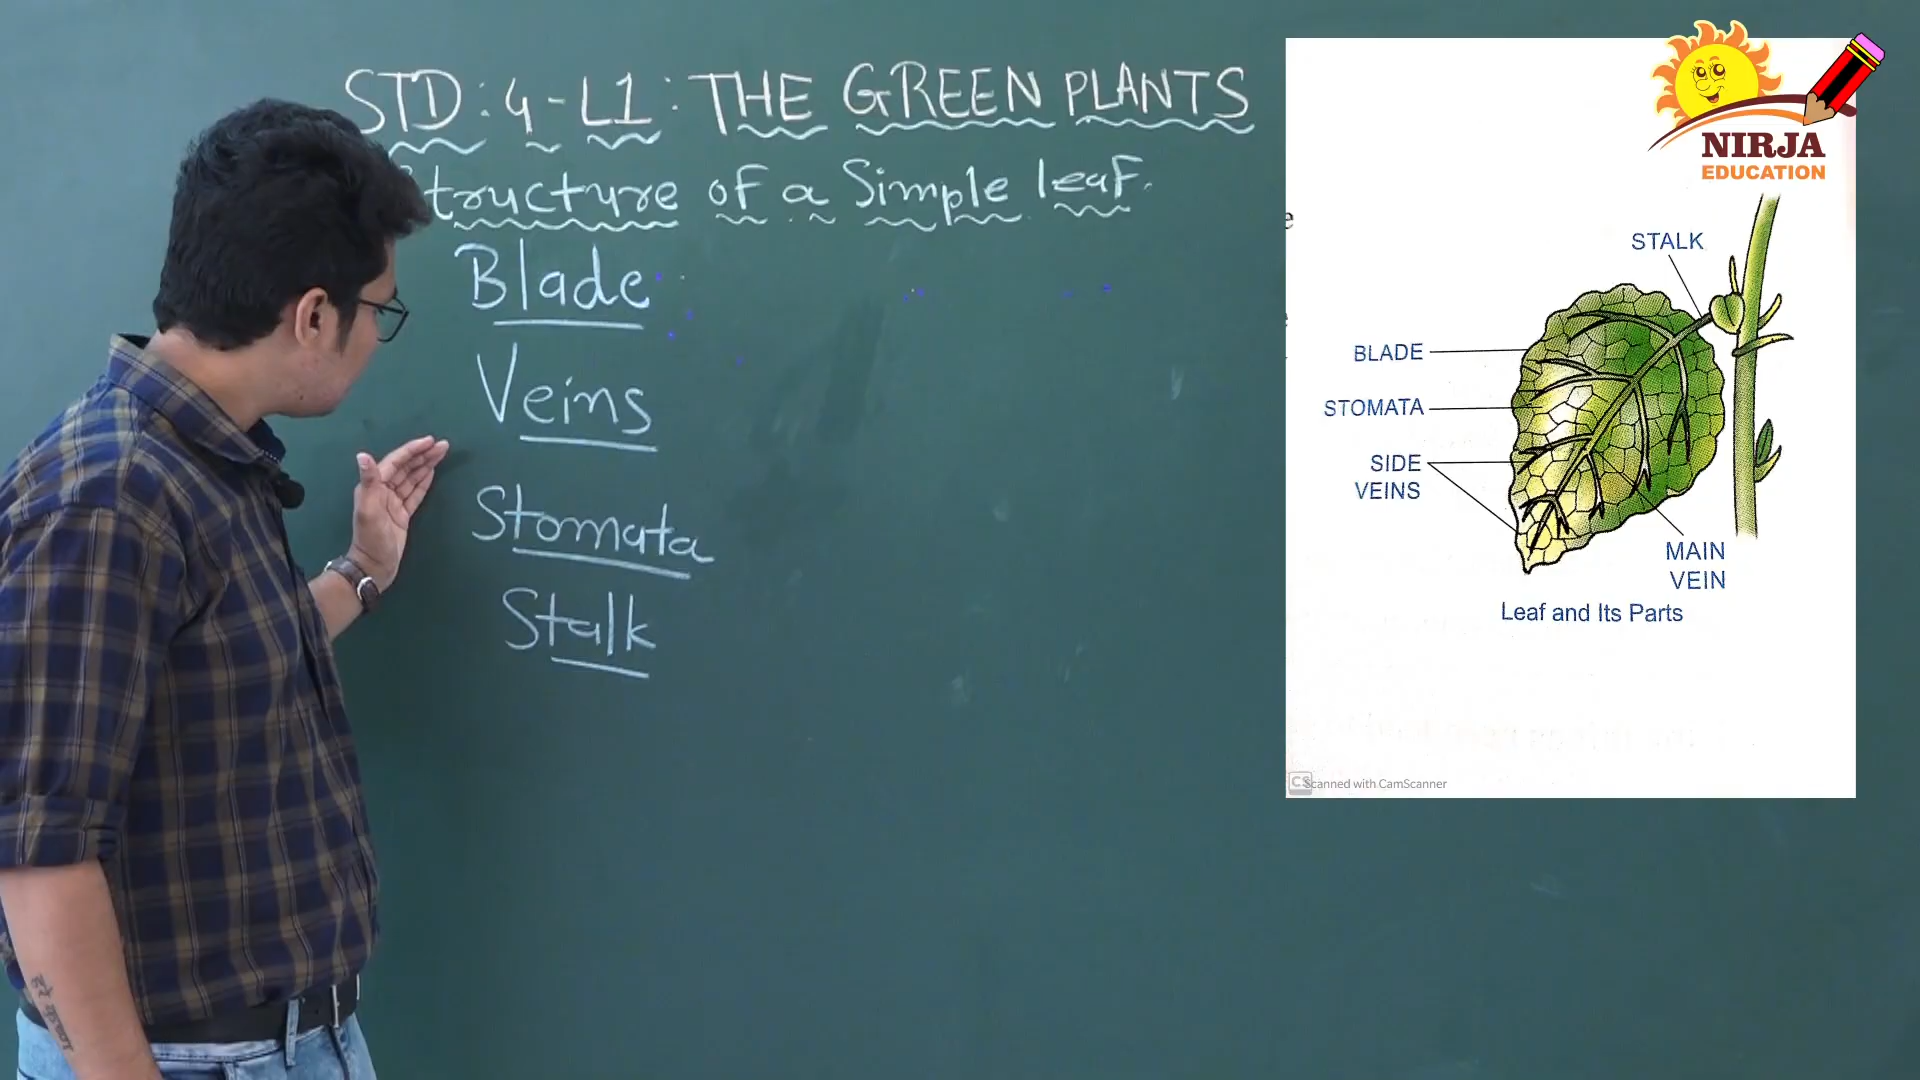 STD: 4-L1: THE GREEN PLANTS
Structure of a Simple leaf.
Blade
Veins
Stomata
Stalk
NIRJA
EDUCATION
STALK
BLADE
STOMATA
SIDE
VEINS
MAIN
VEIN
Leaf and Its Parts
CS Scanned with CamScanner